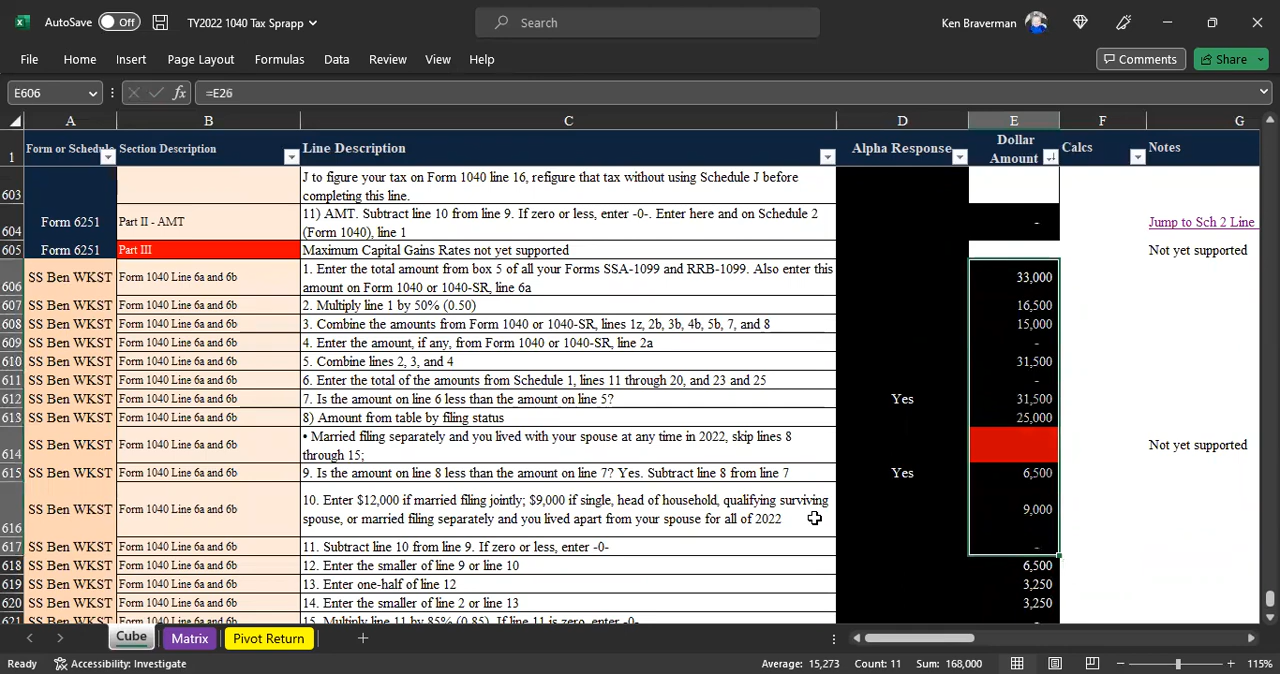 AutoSave Off TY2022 1040 Tax Sprapp Search Ken Braverman
File Home Insert Page Layout Formulas Data Review View Help Comments Share
E606 fx =E26
A B C D E F G
1 Form or Schedule Section Description Line Description Alpha Response Dollar Amount Calcs Notes
603 J to figure your tax on Form 1040 line 16, refigure that tax without using Schedule J before
completing this line.
604 Form 6251 Part II - AMT 11) AMT. Subtract line 10 from line 9. If zero or less, enter -0-. Enter here and on Schedule 2
(Form 1040), line 1 - Jump to Sch 2 Line
605 Form 6251 Part III Maximum Capital Gains Rates not yet supported Not yet supported
606 SS Ben WKST Form 1040 Line 6a and 6b 1. Enter the total amount from box 5 of all your Forms SSA-1099 and RRB-1099. Also enter this
amount on Form 1040 or 1040-SR, line 6a 33,000
607 SS Ben WKST Form 1040 Line 6a and 6b 2. Multiply line 1 by 50% (0.50) 16,500
608 SS Ben WKST Form 1040 Line 6a and 6b 3. Combine the amounts from Form 1040 or 1040-SR, lines 1z, 2b, 3b, 4b, 5b, 7, and 8 15,000
609 SS Ben WKST Form 1040 Line 6a and 6b 4. Enter the amount, if any, from Form 1040 or 1040-SR, line 2a -
610 SS Ben WKST Form 1040 Line 6a and 6b 5. Combine lines 2, 3, and 4 31,500
611 SS Ben WKST Form 1040 Line 6a and 6b 6. Enter the total of the amounts from Schedule 1, lines 11 through 20, and 23 and 25 -
612 SS Ben WKST Form 1040 Line 6a and 6b 7. Is the amount on line 6 less than the amount on line 5? Yes 31,500
613 SS Ben WKST Form 1040 Line 6a and 6b 8) Amount from table by filing status 25,000
614 SS Ben WKST Form 1040 Line 6a and 6b • Married filing separately and you lived with your spouse at any time in 2022, skip lines 8
through 15; Not yet supported
615 SS Ben WKST Form 1040 Line 6a and 6b 9. Is the amount on line 8 less than the amount on line 7? Yes. Subtract line 8 from line 7 Yes 6,500
616 SS Ben WKST Form 1040 Line 6a and 6b 10. Enter $12,000 if married filing jointly; $9,000 if single, head of household, qualifying surviving
spouse, or married filing separately and you lived apart from your spouse for all of 2022 9,000
617 SS Ben WKST Form 1040 Line 6a and 6b 11. Subtract line 10 from line 9. If zero or less, enter -0- -
618 SS Ben WKST Form 1040 Line 6a and 6b 12. Enter the smaller of line 9 or line 10 6,500
619 SS Ben WKST Form 1040 Line 6a and 6b 13. Enter one-half of line 12 3,250
620 SS Ben WKST Form 1040 Line 6a and 6b 14. Enter the smaller of line 2 or line 13 3,250
621 SS Ben WKST Form 1040 Line 6a and 6b 15. Multiply line 11 by 85% (0.85). If line 11 is zero, enter -0-
Cube Matrix Pivot Return
Ready Accessibility: Investigate Average: 15,273 Count: 11 Sum: 168,000 115%